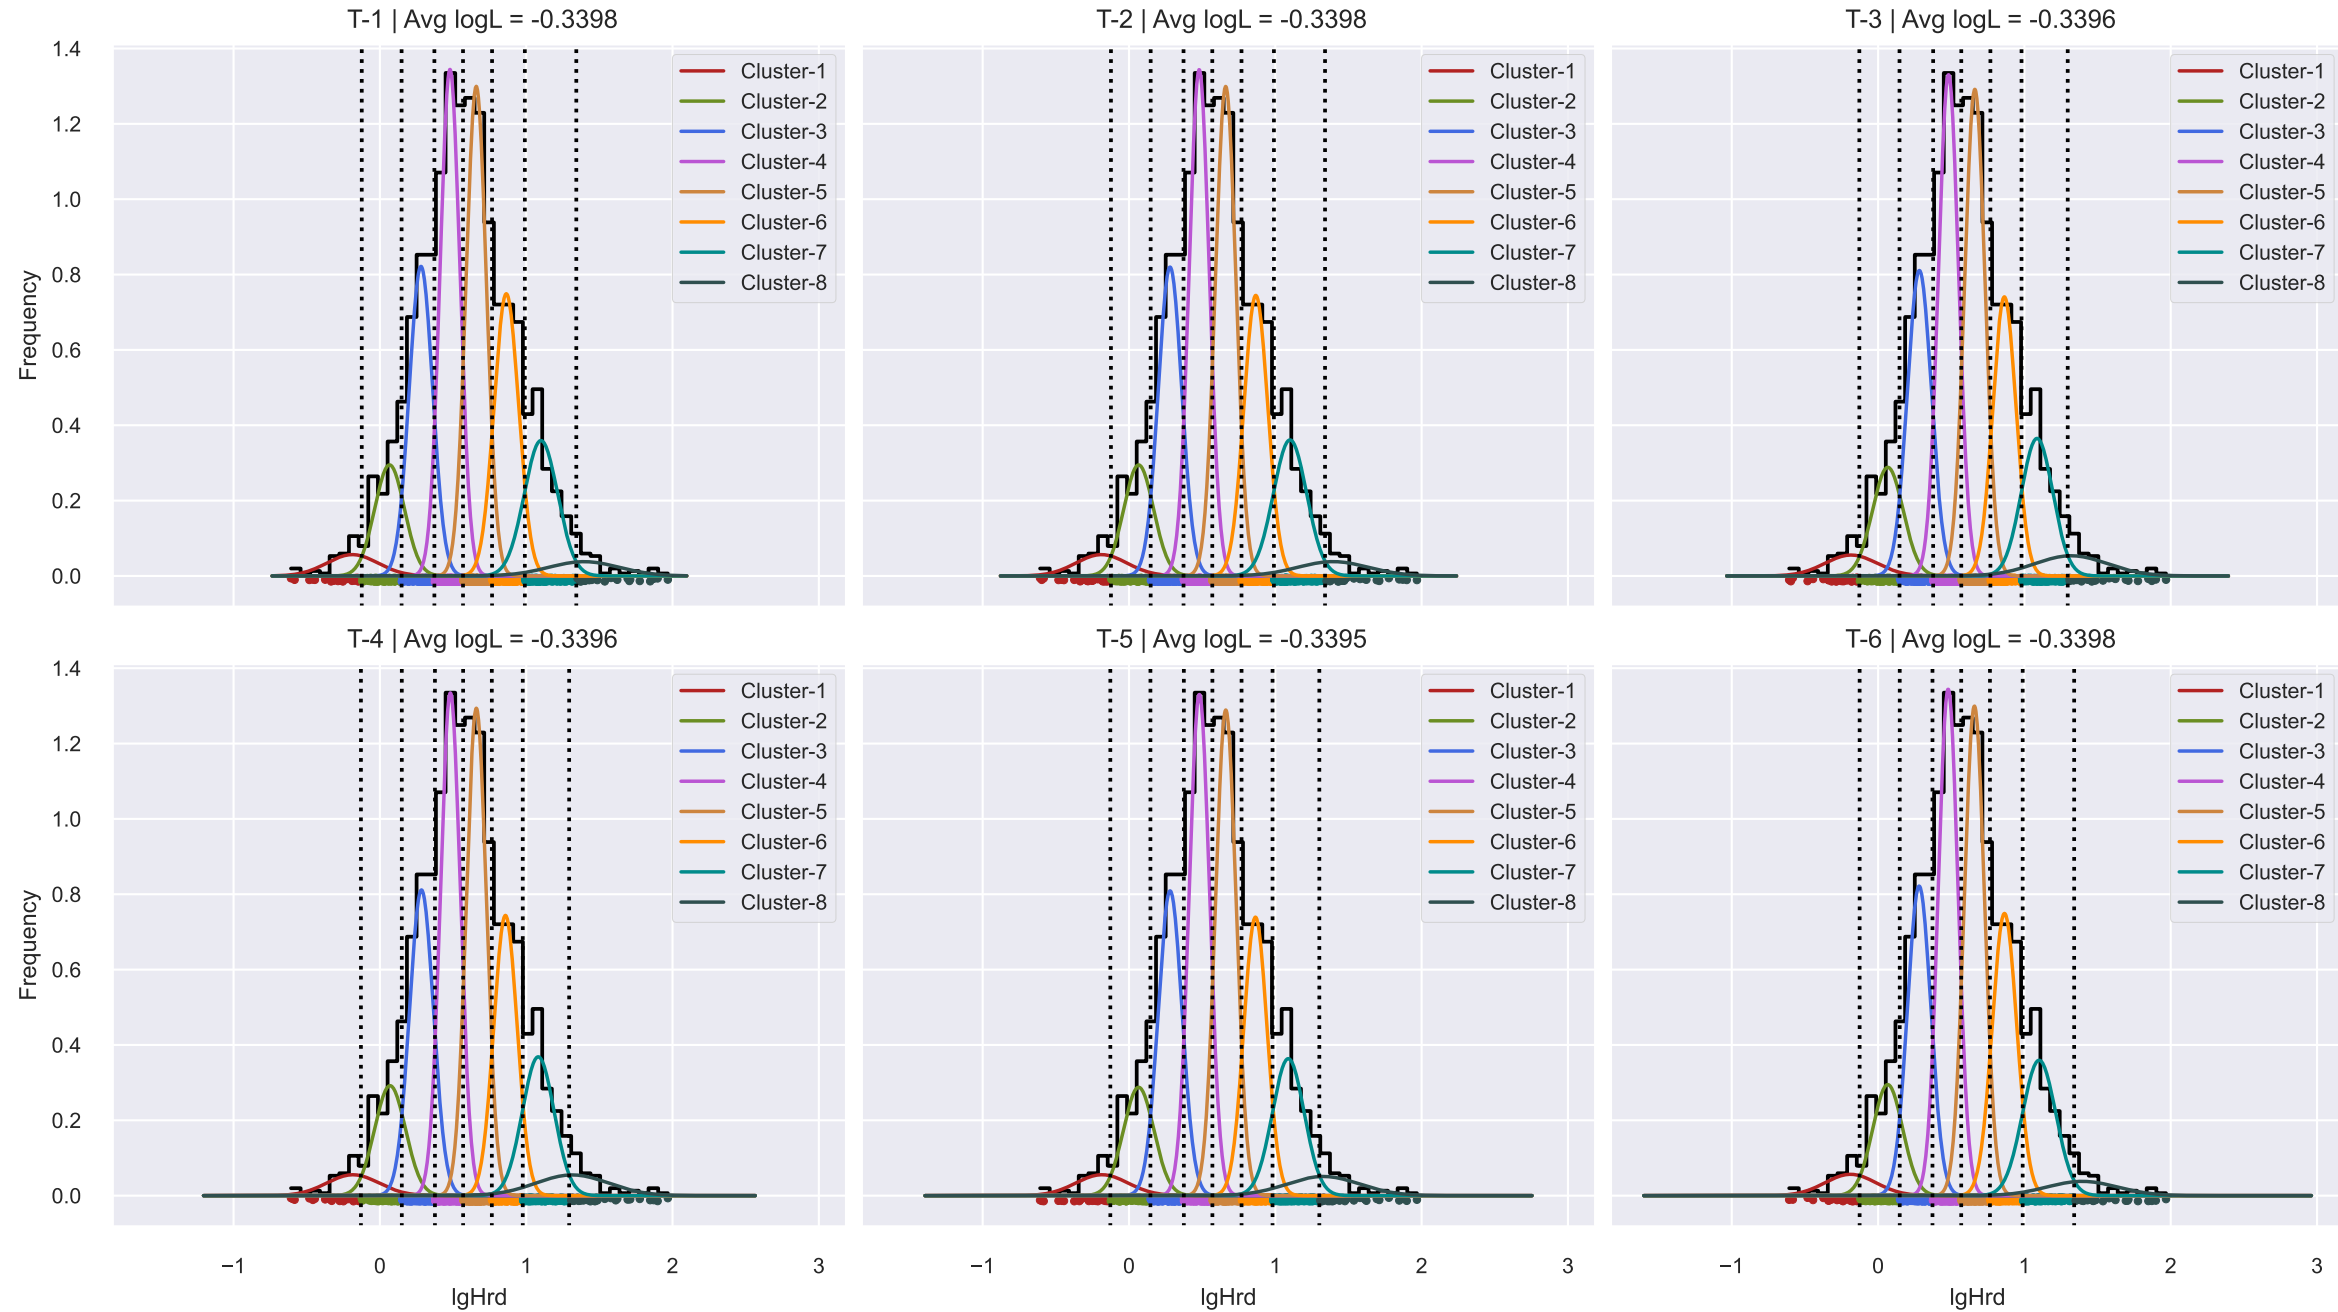 T-1 | Avg logL = -0.3398
T-2 | Avg logL = -0.3398
T-3 | Avg logL = -0.3396
1.4
1.2
1.0
0.8
0.6
0.4
0.2
0.0
Frequency
Cluster-1
Cluster-2
Cluster-3
Cluster-4
Cluster-5
Cluster-6
Cluster-7
Cluster-8
Cluster-1
Cluster-2
Cluster-3
Cluster-4
Cluster-5
Cluster-6
Cluster-7
Cluster-8
Cluster-1
Cluster-2
Cluster-3
Cluster-4
Cluster-5
Cluster-6
Cluster-7
Cluster-8
T-4 | Avg logL = -0.3396
T-5 | Avg logL = -0.3395
T-6 | Avg logL = -0.3398
1.4
1.2
1.0
0.8
0.6
0.4
0.2
0.0
Frequency
Cluster-1
Cluster-2
Cluster-3
Cluster-4
Cluster-5
Cluster-6
Cluster-7
Cluster-8
Cluster-1
Cluster-2
Cluster-3
Cluster-4
Cluster-5
Cluster-6
Cluster-7
Cluster-8
Cluster-1
Cluster-2
Cluster-3
Cluster-4
Cluster-5
Cluster-6
Cluster-7
Cluster-8
−1 0 1 2 3
−1 0 1 2 3
−1 0 1 2 3
lgHrd
lgHrd
lgHrd